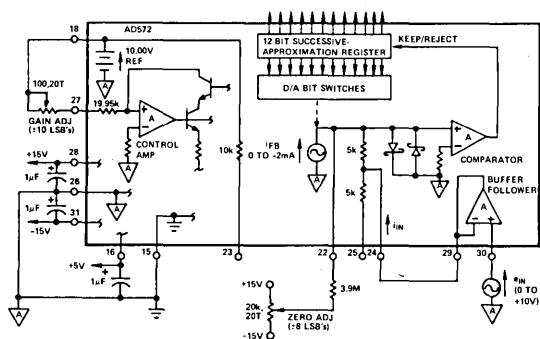 AD572
18
10.00V
REF
A
12 BIT SUCCESSIVE-
APPROXIMATION REGISTER
KEEP/REJECT
D/A BIT SWITCHES
100,20T
27
19.95k
GAIN ADJ
(±10 LSB's)
A
CONTROL
AMP
A
10k
iFB
0 TO -2mA
A
5k
5k
A
A
COMPARATOR
A
BUFFER
FOLLOWER
A
+15V
28
1µF
26
A
1µF
31
-15V
iIN
16
15
23
22
25
24
29
30
+5V
1µF
A
+15V
20k,
20T
-15V
3.9M
ZERO ADJ
(±8 LSB's)
eIN
(0 TO
+10V)
A
A